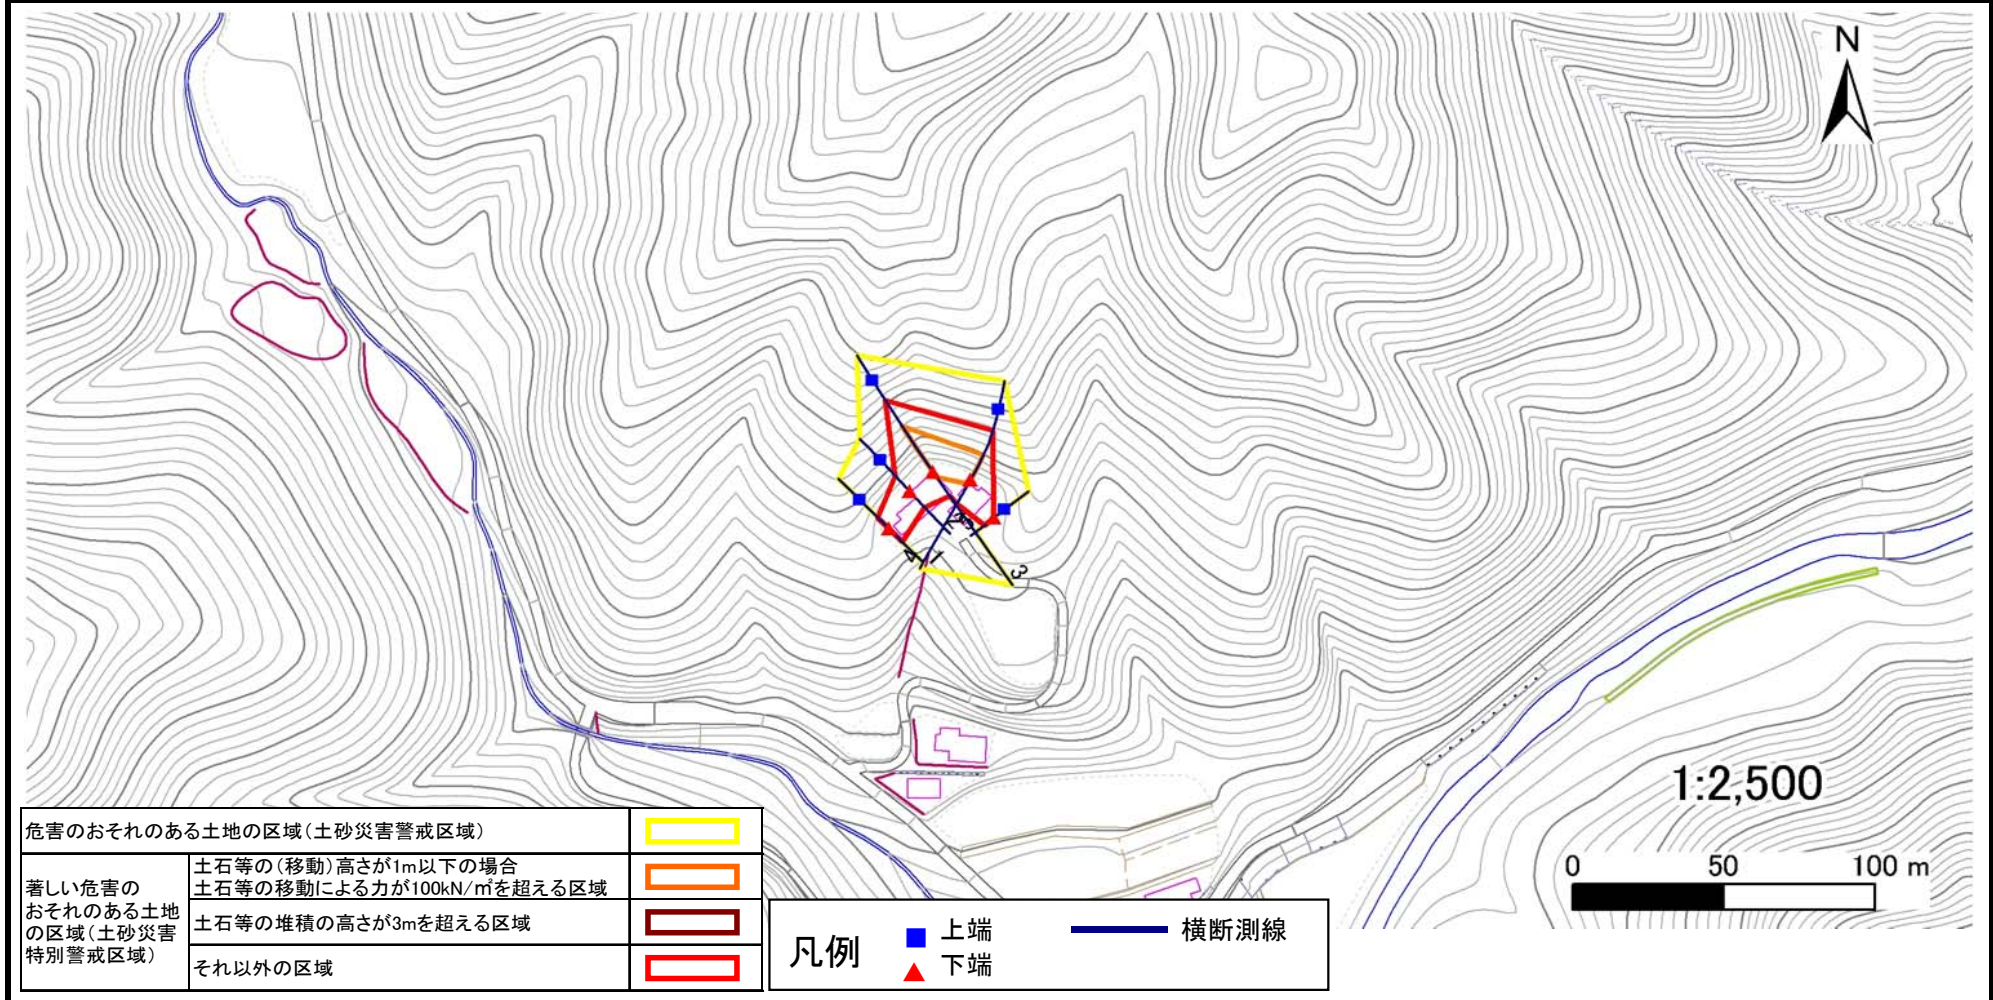 N
4
1
2
3
1:2,500
0 50 100 m
危害のおそれのある土地の区域(土砂災害警戒区域)
著しい危害の
おそれのある土地
の区域(土砂災害
特別警戒区域)
土石等の(移動)高さが1m以下の場合
土石等の移動による力が100kN/㎡を超える区域
土石等の堆積の高さが3mを超える区域
それ以外の区域
凡例
上端
下端
横断測線